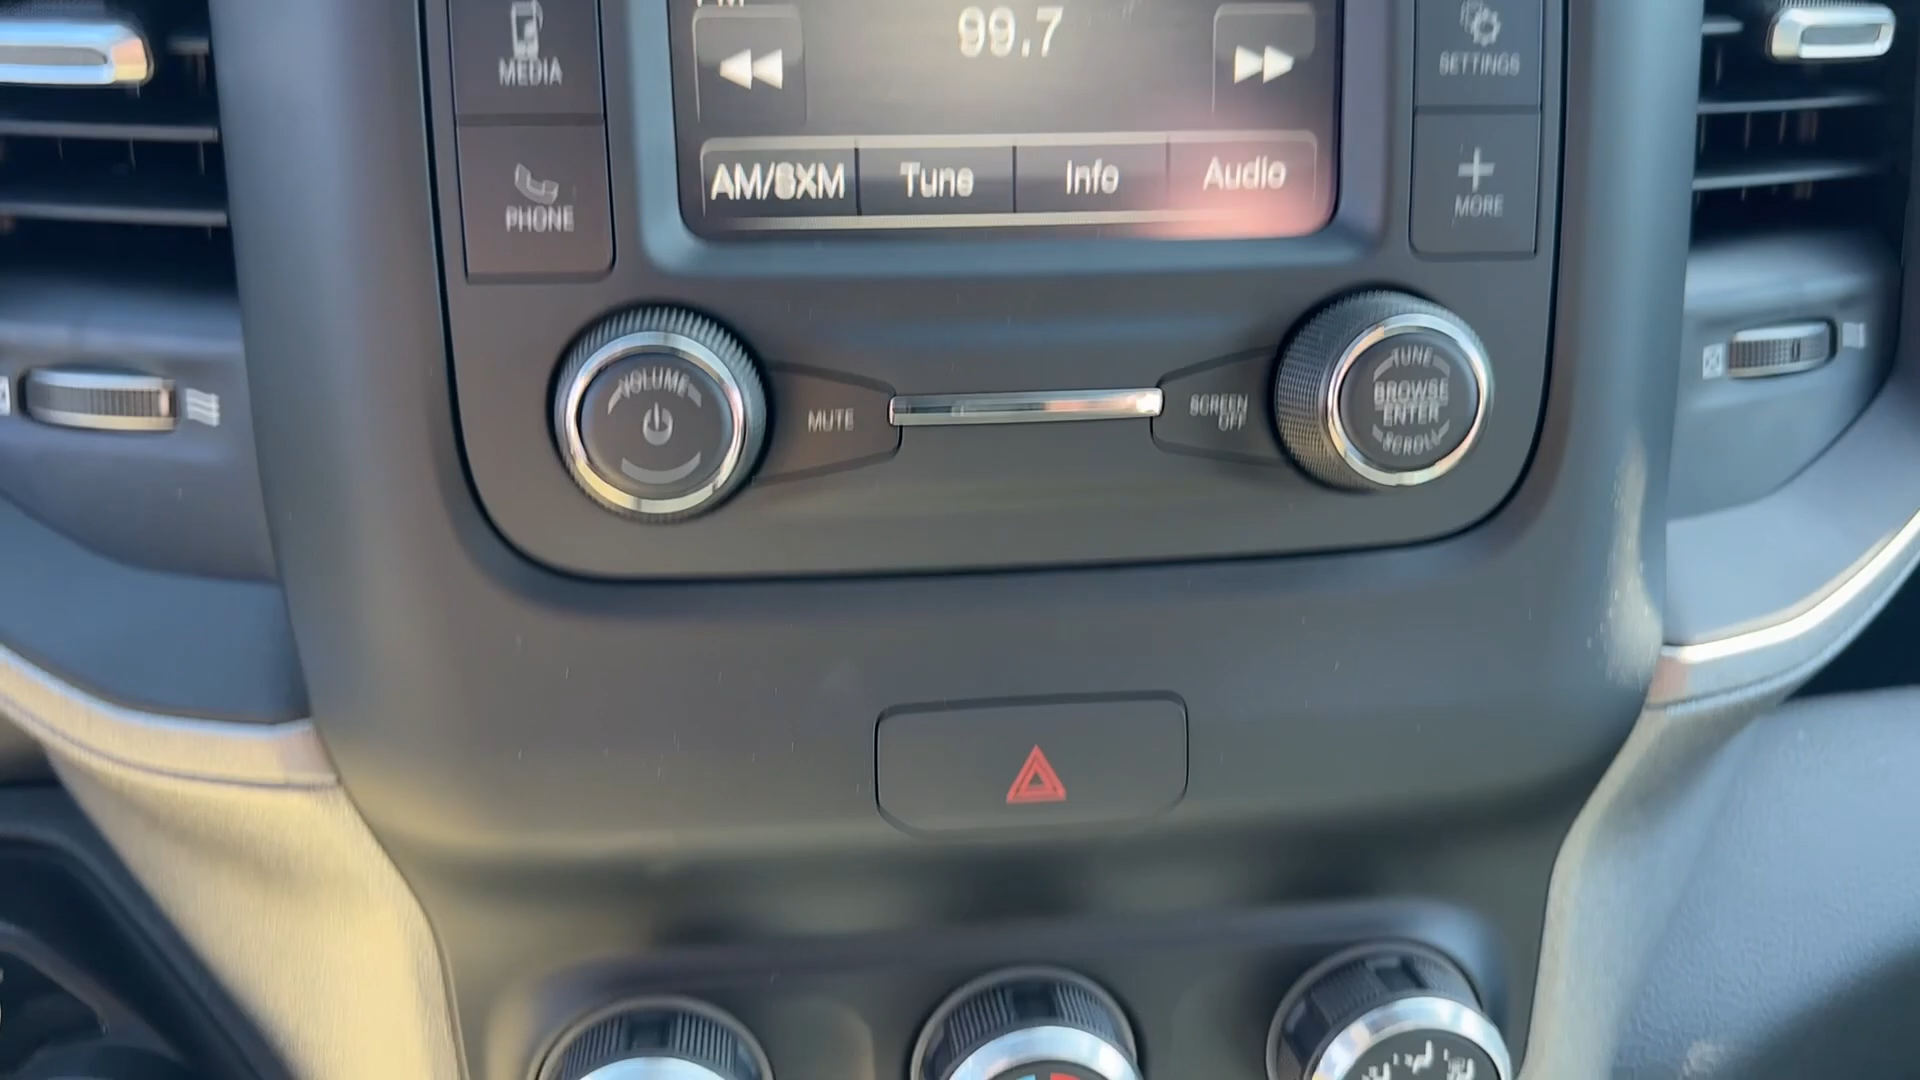 FM
99.7
MEDIA
SETTINGS
AM/SXM
Tune
Info
Audio
PHONE
MORE
VOLUME
MUTE
SCREEN
OFF
TUNE
BROWSE
ENTER
SCROLL